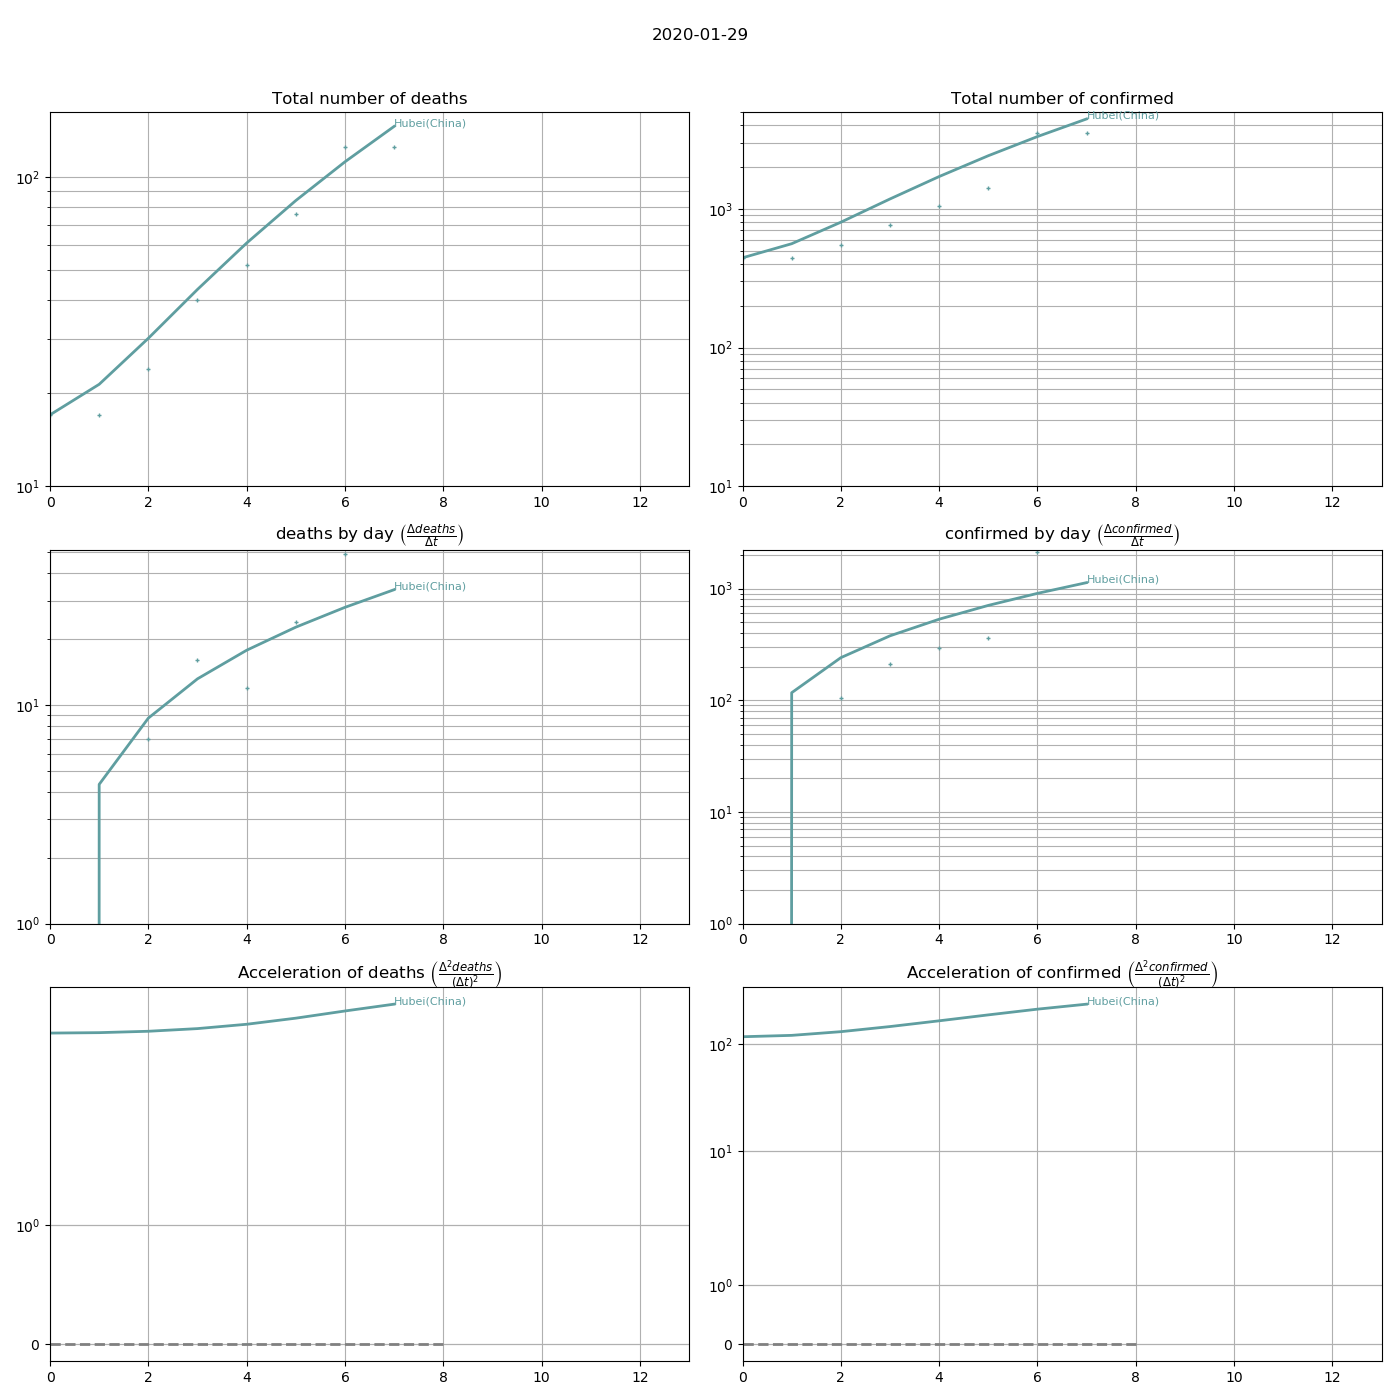 2020-01-29
Total number of deaths
Hubei(China)
10²
10¹
0 2 4 6 8 10 12
Total number of confirmed
Hubei(China)
10³
10²
10¹
0 2 4 6 8 10 12
deaths by day (Δdeaths/Δt)
Hubei(China)
10¹
10⁰
0 2 4 6 8 10 12
confirmed by day (Δconfirmed/Δt)
Hubei(China)
10³
10²
10¹
10⁰
0 2 4 6 8 10 12
Acceleration of deaths (Δ²deaths/(Δt)²)
Hubei(China)
10⁰
0
0 2 4 6 8 10 12
Acceleration of confirmed (Δ²confirmed/(Δt)²)
Hubei(China)
10²
10¹
10⁰
0
0 2 4 6 8 10 12